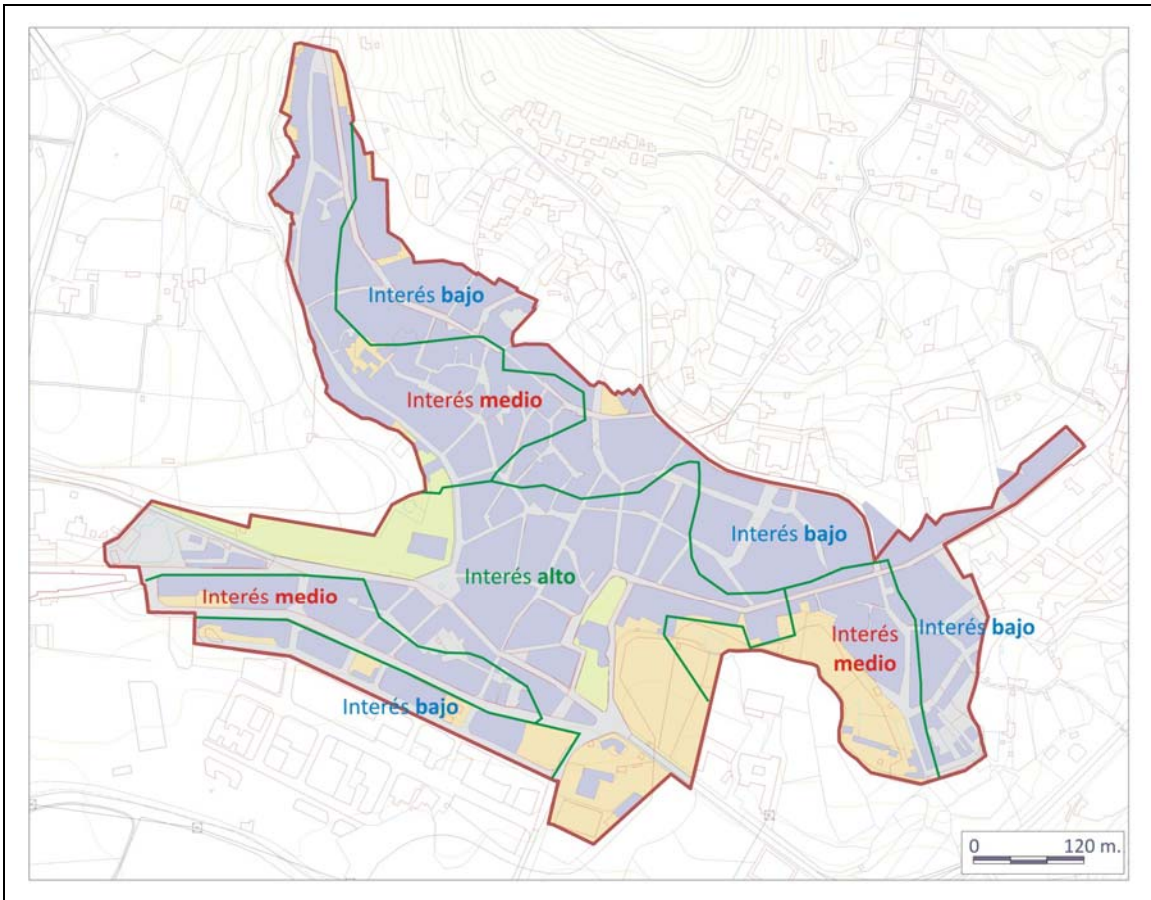 Interés bajo
Interés medio
Interés bajo
Interés alto
Interés medio
Interés
medio
Interés bajo
Interés bajo
0 120 m.